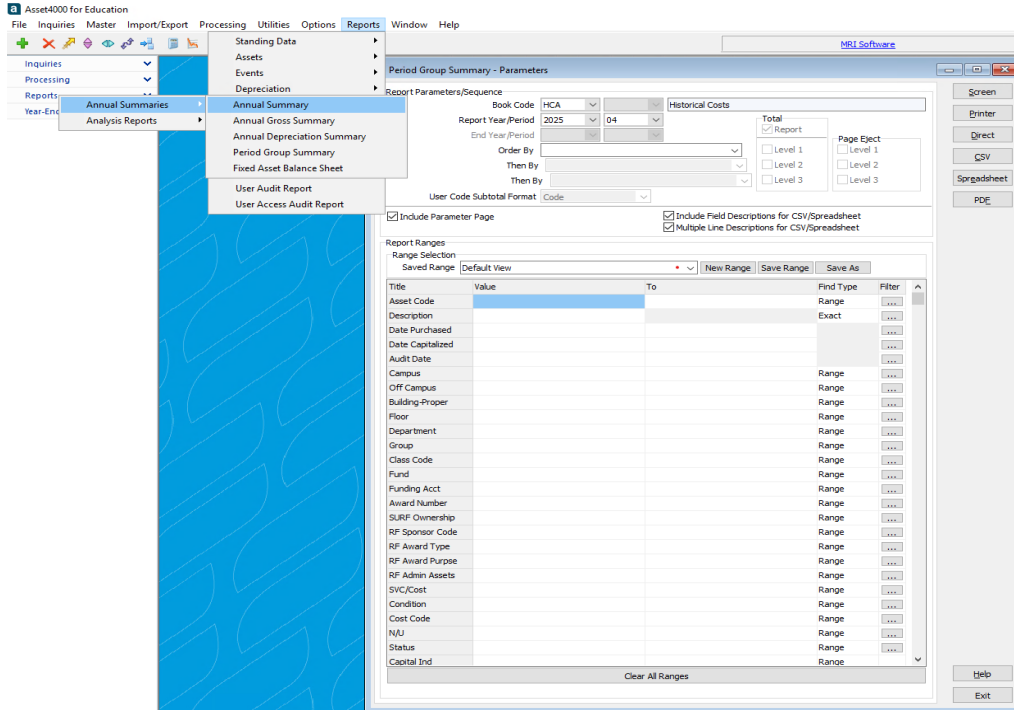 Asset4000 for Education
File Inquiries Master Import/Export Processing Utilities Options Reports Window Help
MRI Software
Inquiries
Processing
Reports
Year-End
Standing Data
Assets
Events
Depreciation
Annual Summaries
Analysis Reports
Annual Summary
Annual Gross Summary
Annual Depreciation Summary
Period Group Summary
Fixed Asset Balance Sheet
User Audit Report
User Access Audit Report
Period Group Summary - Parameters
Report Parameters/Sequence
Book Code HCA Historical Costs
Report Year/Period 2025 04
End Year/Period
Order By
Then By
Then By
User Code Subtotal Format Code
Total
Report
Level 1
Level 2
Level 3
Page Eject
Level 1
Level 2
Level 3
Include Parameter Page
Include Field Descriptions for CSV/Spreadsheet
Multiple Line Descriptions for CSV/Spreadsheet
Report Ranges
Range Selection
Saved Range Default View * New Range Save Range Save As
Title Value To Find Type Filter
Asset Code Range ...
Description Exact ...
Date Purchased ...
Date Capitalized ...
Audit Date ...
Campus Range ...
Off Campus Range ...
Building-Proper Range ...
Floor Range ...
Department Range ...
Group Range ...
Class Code Range ...
Fund Range ...
Funding Acct Range ...
Award Number Range ...
SURF Ownership Range ...
RF Sponsor Code Range ...
RF Award Type Range ...
RF Award Purpse Range ...
RF Admin Assets Range ...
SVC/Cost Range ...
Condition Range ...
Cost Code Range ...
N/U Range ...
Status Range ...
Capital Ind Range
Clear All Ranges
Screen
Printer
Direct
CSV
Spreadsheet
PDF
Help
Exit